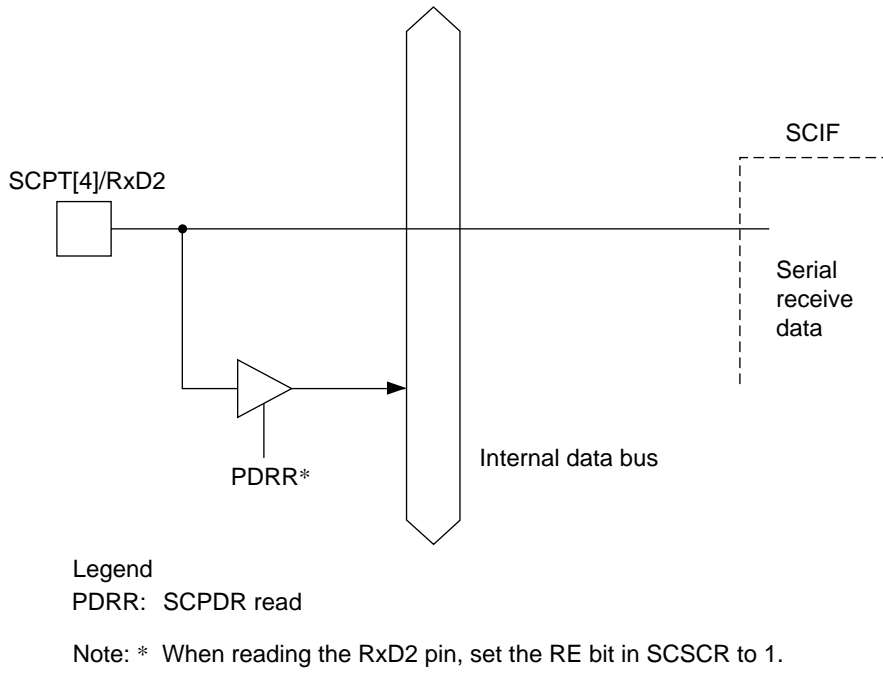 SCIF
SCPT[4]/RxD2
Serial
receive
data
Internal data bus
PDRR*
Legend
PDRR: SCPDR read
Note: * When reading the RxD2 pin, set the RE bit in SCSCR to 1.